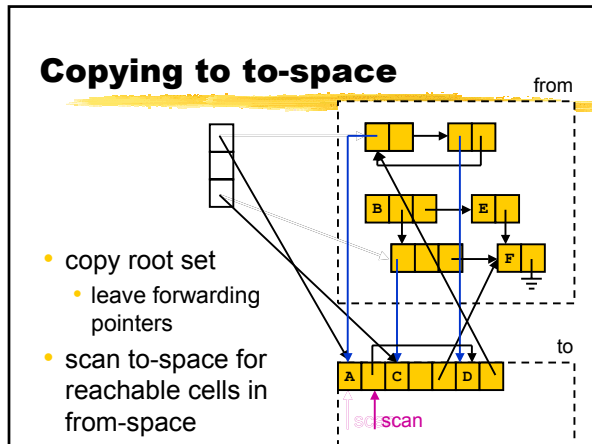 Copying to to-space
from
B
E
F
• copy root set
• leave forwarding
pointers
• scan to-space for
reachable cells in
from-space
to
A
C
D
scan